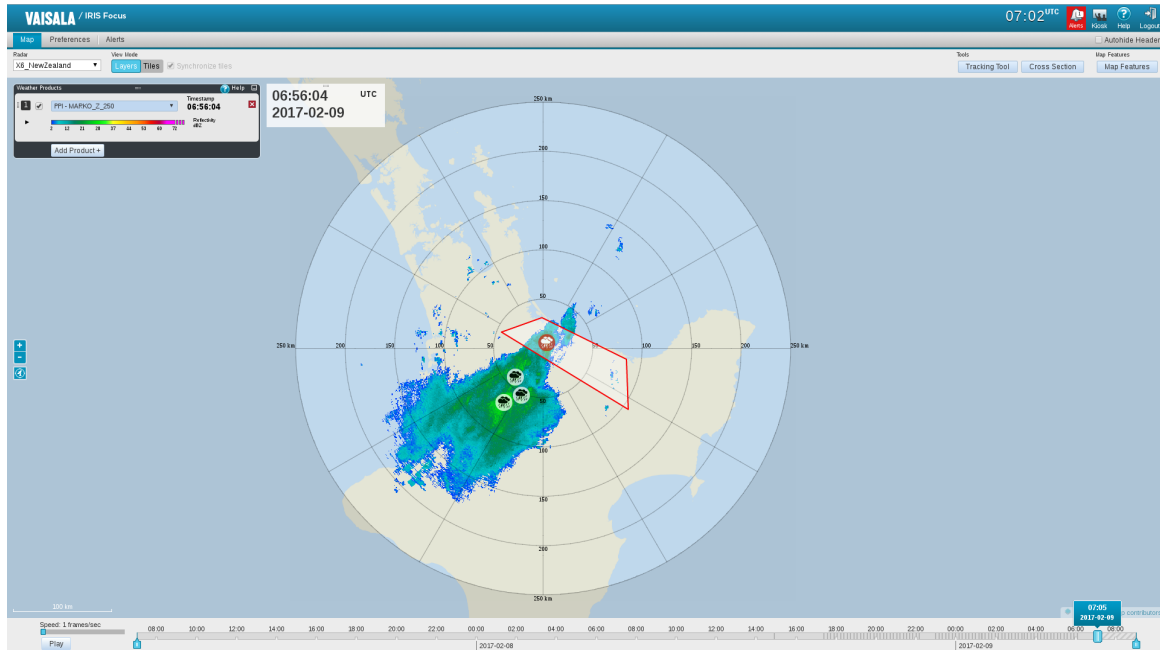 VAISALA / IRIS Focus
07:02 UTC
Alerts Kiosk Help Logout
Map Preferences Alerts
Autohide Header
Radar
X6_NewZealand
View Mode
Layers Tiles Synchronize tiles
Tools
Tracking Tool Cross Section
Map Features
Map Features
Weather Products
Help
1 PPI - MARKO_Z_250
Timestamp
06:56:04
2 12 21 28 37 44 53 60 72
Reflectivity
dBZ
Add Product +
06:56:04 UTC
2017-02-09
250 km
200
150
100
50
250 km 200 150 50 50 100 150 200 250 km
50
100
150
200
250 km
100 km
07:05
2017-02-09
contributors
Speed: 1 frames/sec
Play
08:00 10:00 12:00 14:00 16:00 18:00 20:00 22:00 00:00 02:00 04:00 06:00 08:00 10:00 12:00 14:00 16:00 18:00 20:00 22:00 00:00 02:00 04:00 06:00 08:00
2017-02-08 2017-02-09